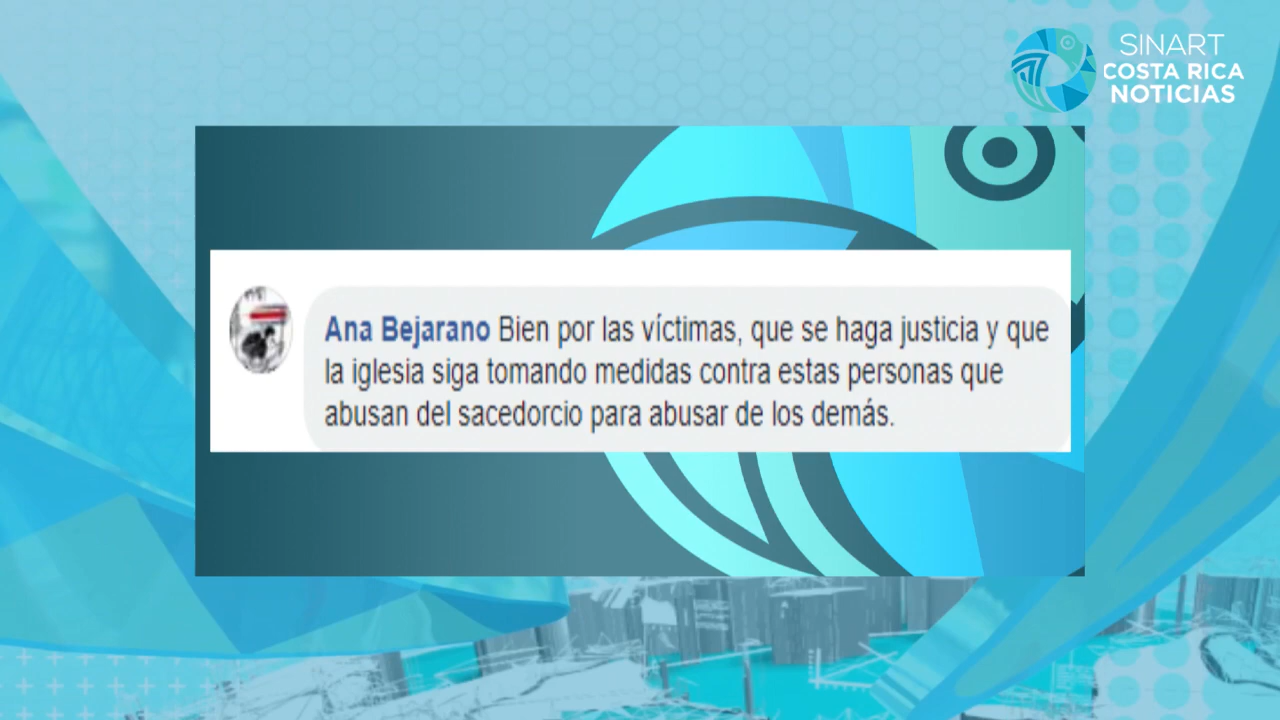 SINART
COSTA RICA
NOTICIAS
Ana Bejarano Bien por las víctimas, que se haga justicia y que
la iglesia siga tomando medidas contra estas personas que
abusan del sacedorcio para abusar de los demás.